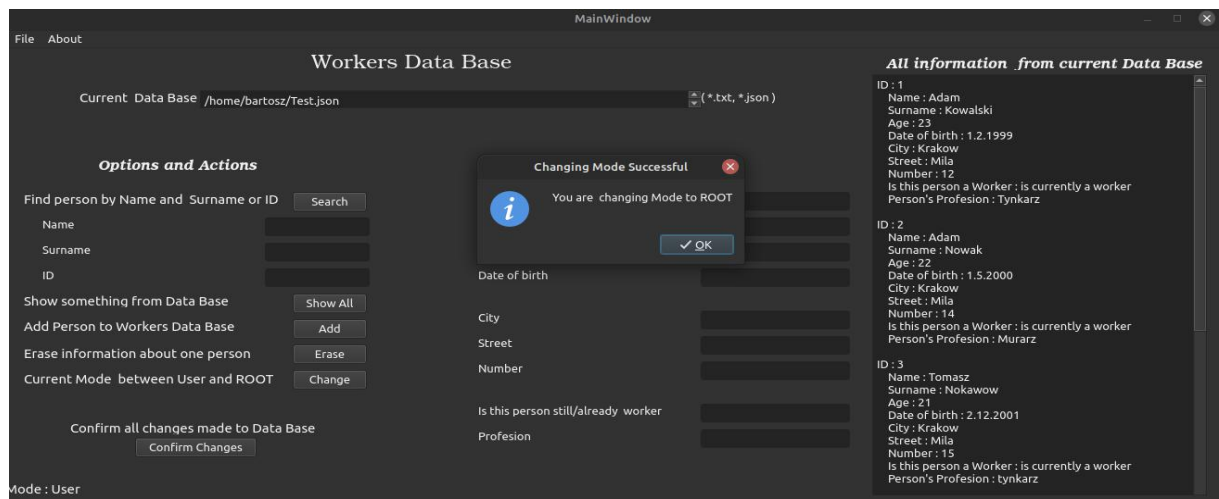 MainWindow
File About
Workers Data Base
Current Data Base /home/bartosz/Test.json ( *.txt, *.json )
Options and Actions
Find person by Name and Surname or ID Search
Name
Surname
ID
Show something from Data Base Show All
Add Person to Workers Data Base Add
Erase information about one person Erase
Current Mode between User and ROOT Change
Confirm all changes made to Data Base
Confirm Changes
Mode : User
Changing Mode Successful
You are changing Mode to ROOT
OK
Date of birth
City
Street
Number
Is this person still/already worker
Profesion
All information from current Data Base
ID : 1
Name : Adam
Surname : Kowalski
Age : 23
Date of birth : 1.2.1999
City : Krakow
Street : Mila
Number : 12
Is this person a Worker : is currently a worker
Person's Profesion : Tynkarz
ID : 2
Name : Adam
Surname : Nowak
Age : 22
Date of birth : 1.5.2000
City : Krakow
Street : Mila
Number : 14
Is this person a Worker : is currently a worker
Person's Profesion : Murarz
ID : 3
Name : Tomasz
Surname : Nokawow
Age : 21
Date of birth : 2.12.2001
City : Krakow
Street : Mila
Number : 15
Is this person a Worker : is currently a worker
Person's Profesion : tynkarz